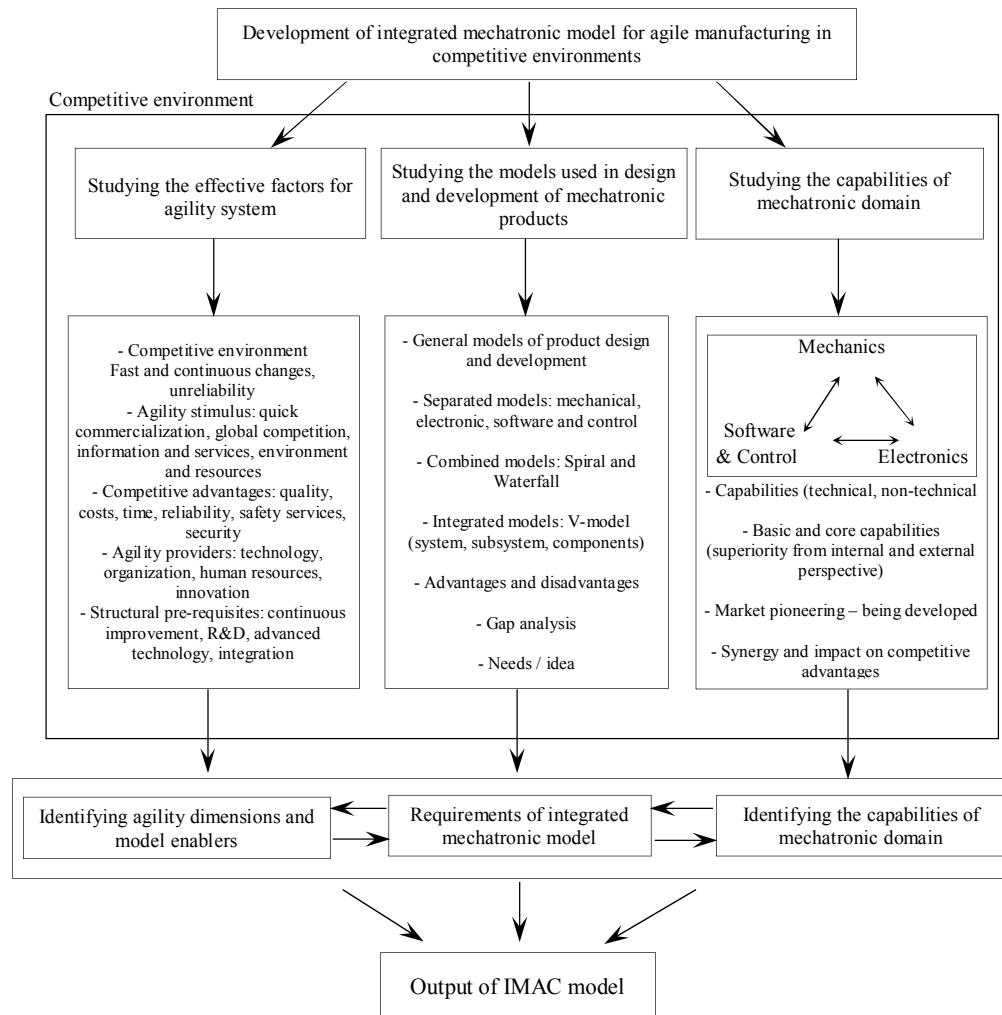 Development of integrated mechatronic model for agile manufacturing in
competitive environments
Competitive environment
Studying the effective factors for
agility system
Studying the models used in design
and development of mechatronic
products
Studying the capabilities of
mechatronic domain
- Competitive environment
Fast and continuous changes,
unreliability
- Agility stimulus: quick
commercialization, global competition,
information and services, environment
and resources
- Competitive advantages: quality,
costs, time, reliability, safety services,
security
- Agility providers: technology,
organization, human resources,
innovation
- Structural pre-requisites: continuous
improvement, R&D, advanced
technology, integration
- General models of product design
and development
- Separated models: mechanical,
electronic, software and control
- Combined models: Spiral and
Waterfall
- Integrated models: V-model
(system, subsystem, components)
- Advantages and disadvantages
- Gap analysis
- Needs / idea
Mechanics
Software
& Control
Electronics
- Capabilities (technical, non-technical
- Basic and core capabilities
(superiority from internal and external
perspective)
- Market pioneering – being developed
- Synergy and impact on competitive
advantages
Identifying agility dimensions and
model enablers
Requirements of integrated
mechatronic model
Identifying the capabilities of
mechatronic domain
Output of IMAC model